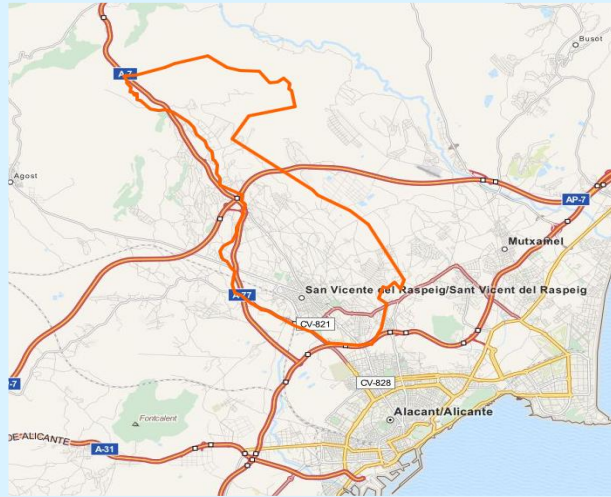 Busot
A-7
Agost
AP-7
Mutxamel
San Vicente del Raspeig/Sant Vicent del Raspeig
A-77
CV-821
-7
CV-828
Alacant/Alicante
Fontcalent
DE ALICANTE
A-31